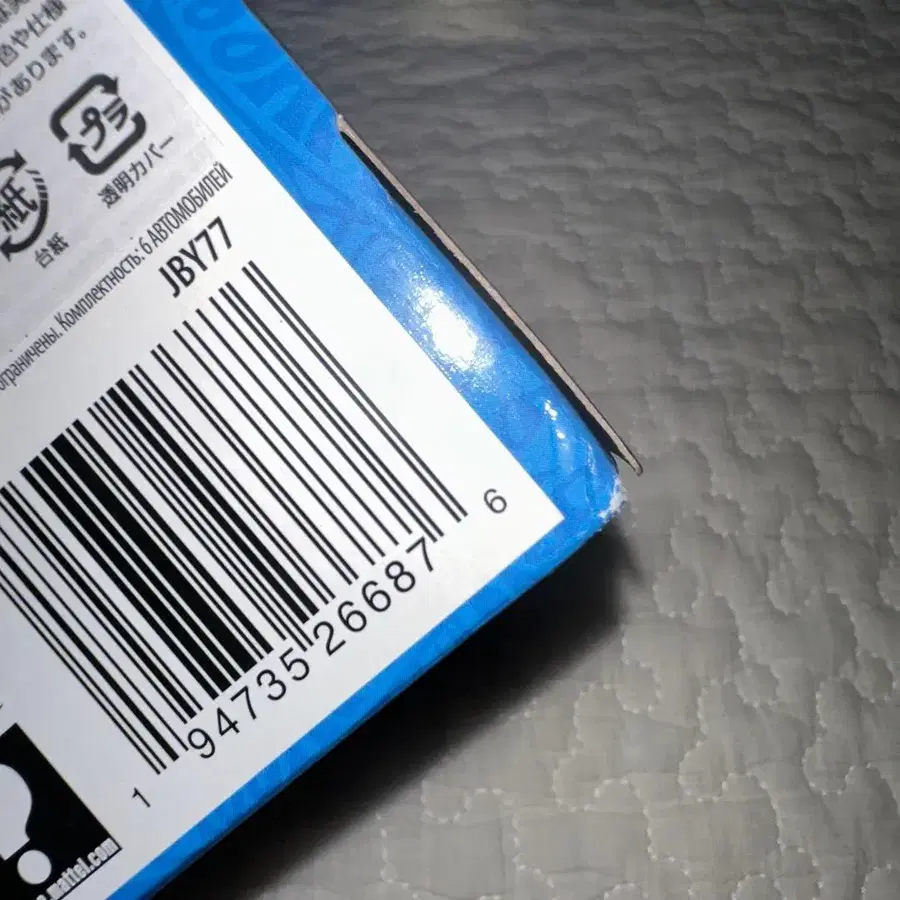 色や仕様
があります。
プラ
透明カバー
紙
台紙
ограничены. Комплектность: 6 АВТОМОБИЛЕЙ
JBY77
1 94735 26687 6
?
.mattel.com